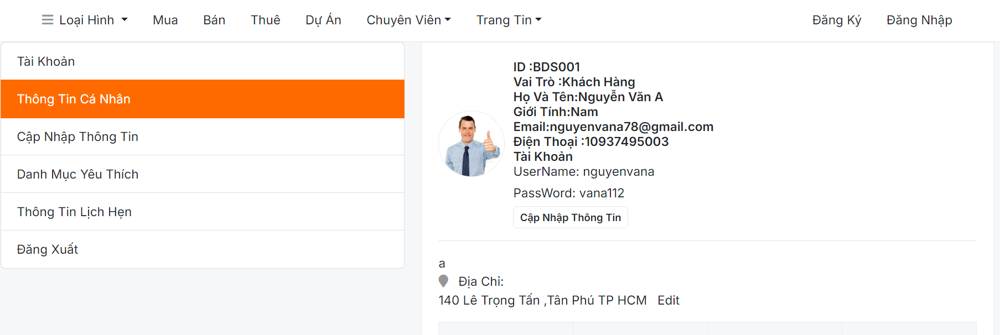 Loại Hình Mua Bán Thuê Dự Án Chuyên Viên Trang Tin Đăng Ký Đăng Nhập
Tài Khoản
Thông Tin Cá Nhân
Cập Nhập Thông Tin
Danh Mục Yêu Thích
Thông Tin Lịch Hẹn
Đăng Xuất
ID :BDS001
Vai Trò :Khách Hàng
Họ Và Tên:Nguyễn Văn A
Giới Tính:Nam
Email:nguyenvana78@gmail.com
Điện Thoại :10937495003
Tài Khoản
UserName: nguyenvana
PassWord: vana112
Cập Nhập Thông Tin
a
Địa Chỉ:
140 Lê Trọng Tấn ,Tân Phú TP HCM Edit